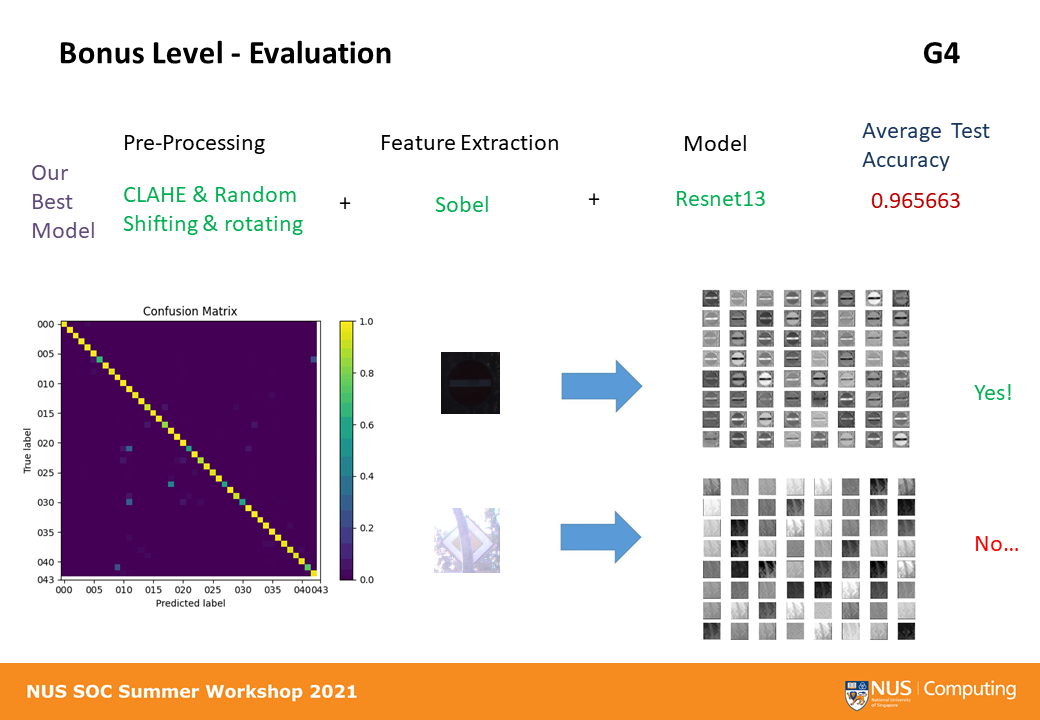 Bonus Level - Evaluation
G4
Pre-Processing
Feature Extraction
Model
Average Test
Accuracy
Our
Best
Model
CLAHE & Random
Shifting & rotating
+
Sobel
+
Resnet13
0.965663
Confusion Matrix
000
005
010
015
020
025
030
035
040
043
True label
000 005 010 015 020 025 030 035 040043
Predicted label
1.0
0.8
0.6
0.4
0.2
0.0
Yes!
No...
NUS SOC Summer Workshop 2021
NUS
National University
of Singapore
Computing